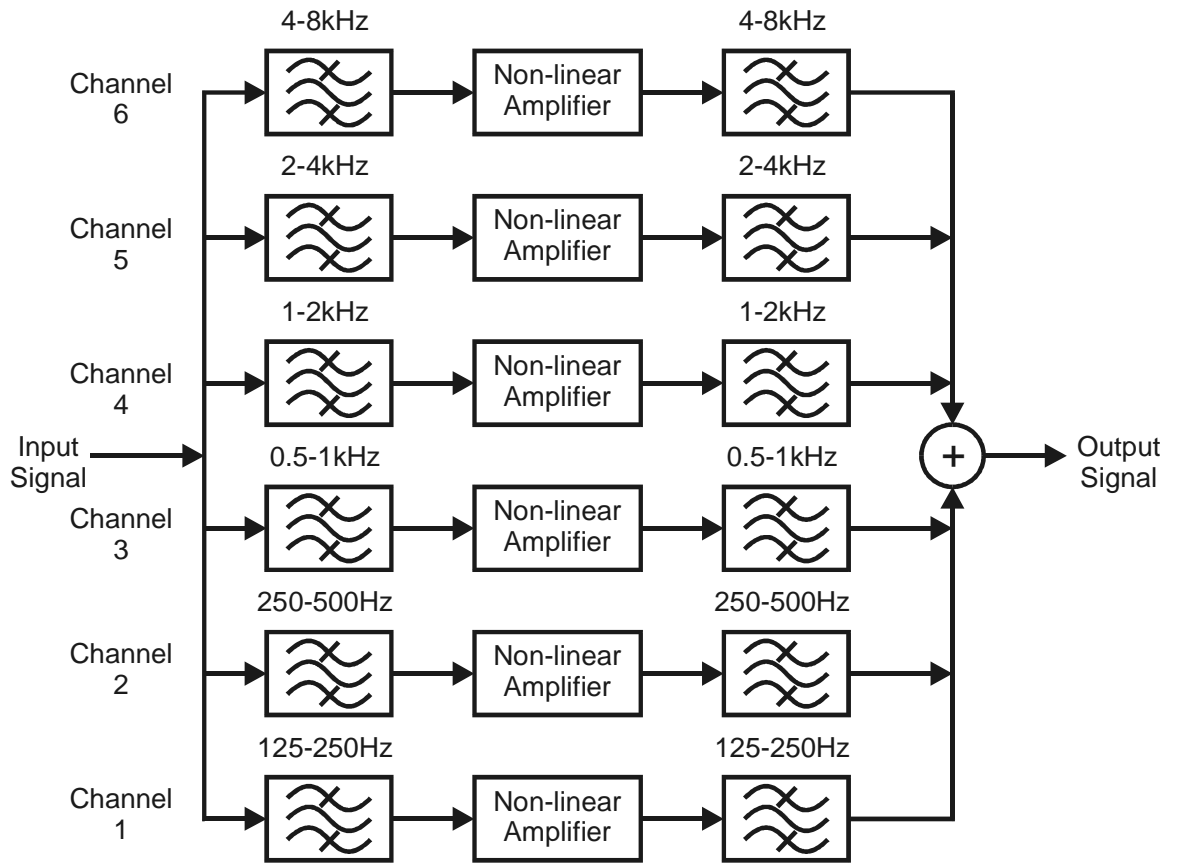 4-8kHz
4-8kHz
Channel
6
Non-linear
Amplifier
2-4kHz
2-4kHz
Channel
5
Non-linear
Amplifier
1-2kHz
1-2kHz
Channel
4
Non-linear
Amplifier
Input
Signal
0.5-1kHz
0.5-1kHz
+
Output
Signal
Channel
3
Non-linear
Amplifier
250-500Hz
250-500Hz
Channel
2
Non-linear
Amplifier
125-250Hz
125-250Hz
Channel
1
Non-linear
Amplifier